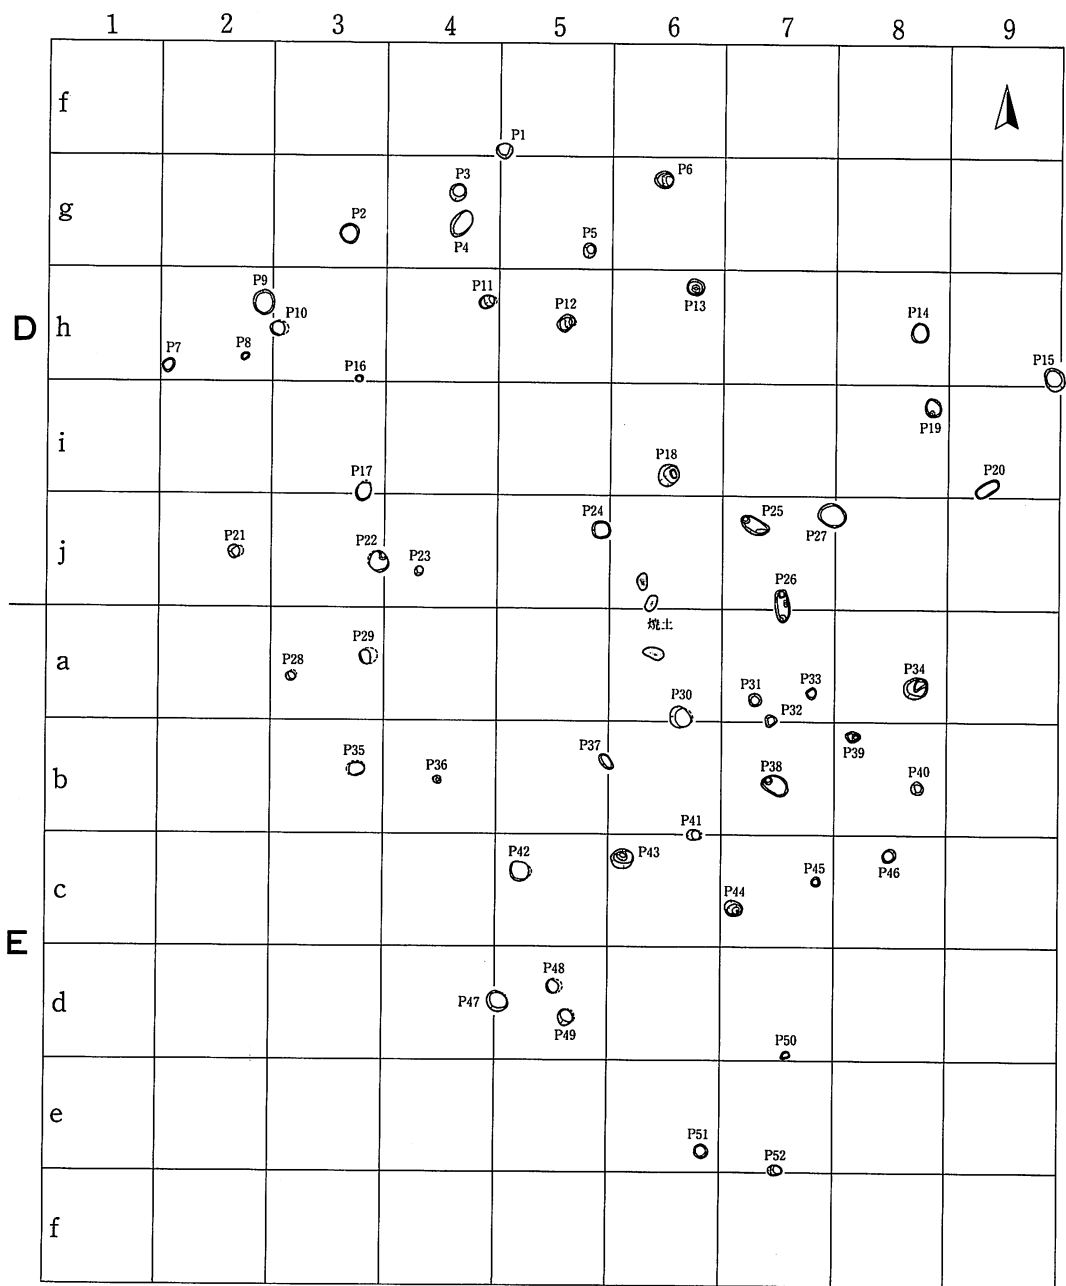 1 2 3 4 5 6 7 8 9
f
P1
P3 P6
g
P2
P4 P5
P9 P11
P10 P12 P13 P14
D h
P7 P8
P16 P15
P19
i
P18
P17 P20
P24 P25
P21 P22 P23 P27
j
P26
焼土
P29
a P28
P34
P30 P31 P33
P32
P37 P39
P35 P36 P38 P40
b
P41
P42 P43
P45 P46
c P44
E
P48
d P47
P49
P50
e
P51
P52
f